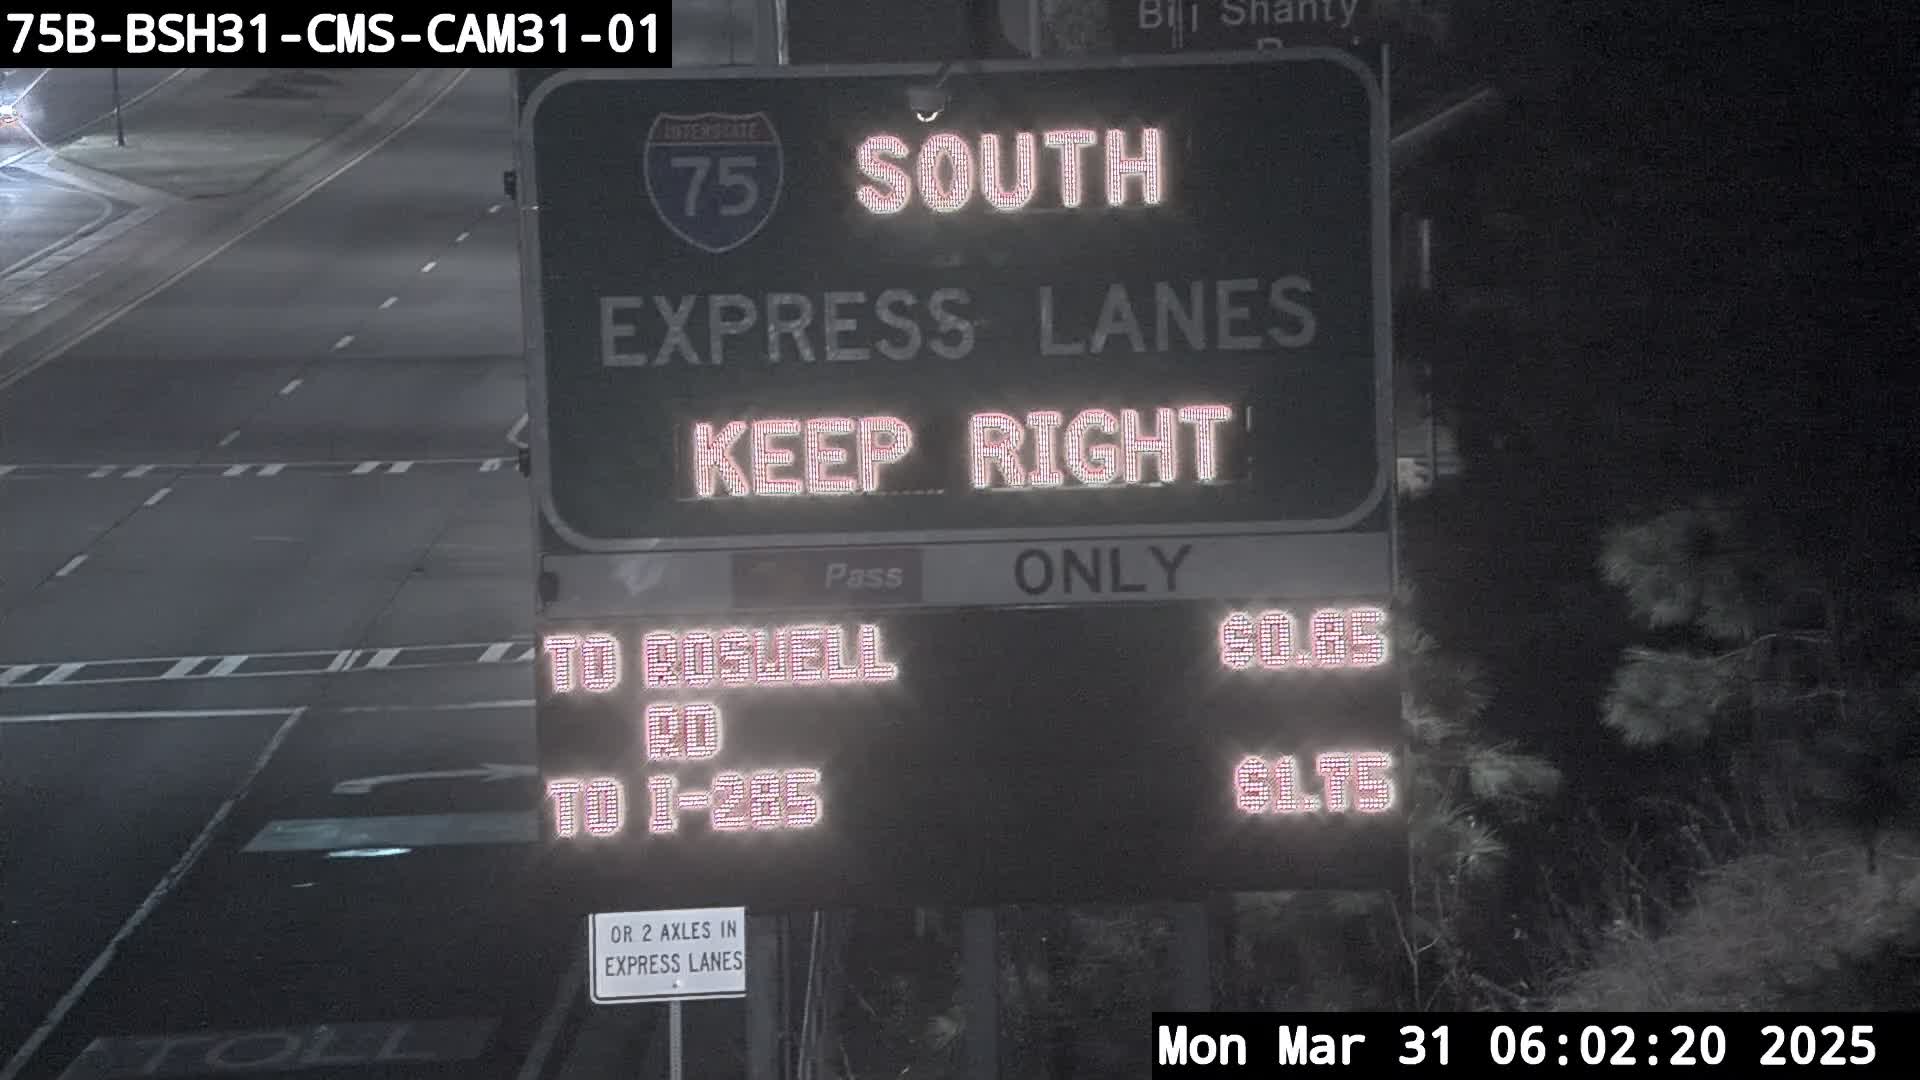 75B-BSH31-CMS-CAM31-01
Shanty
INTERSTATE
75
SOUTH
EXPRESS LANES
KEEP RIGHT
Pass ONLY
TO ROSWELL $0.85
RD
TO I-285 $1.75
OR 2 AXLES IN
EXPRESS LANES
TOLL
Mon Mar 31 06:02:20 2025